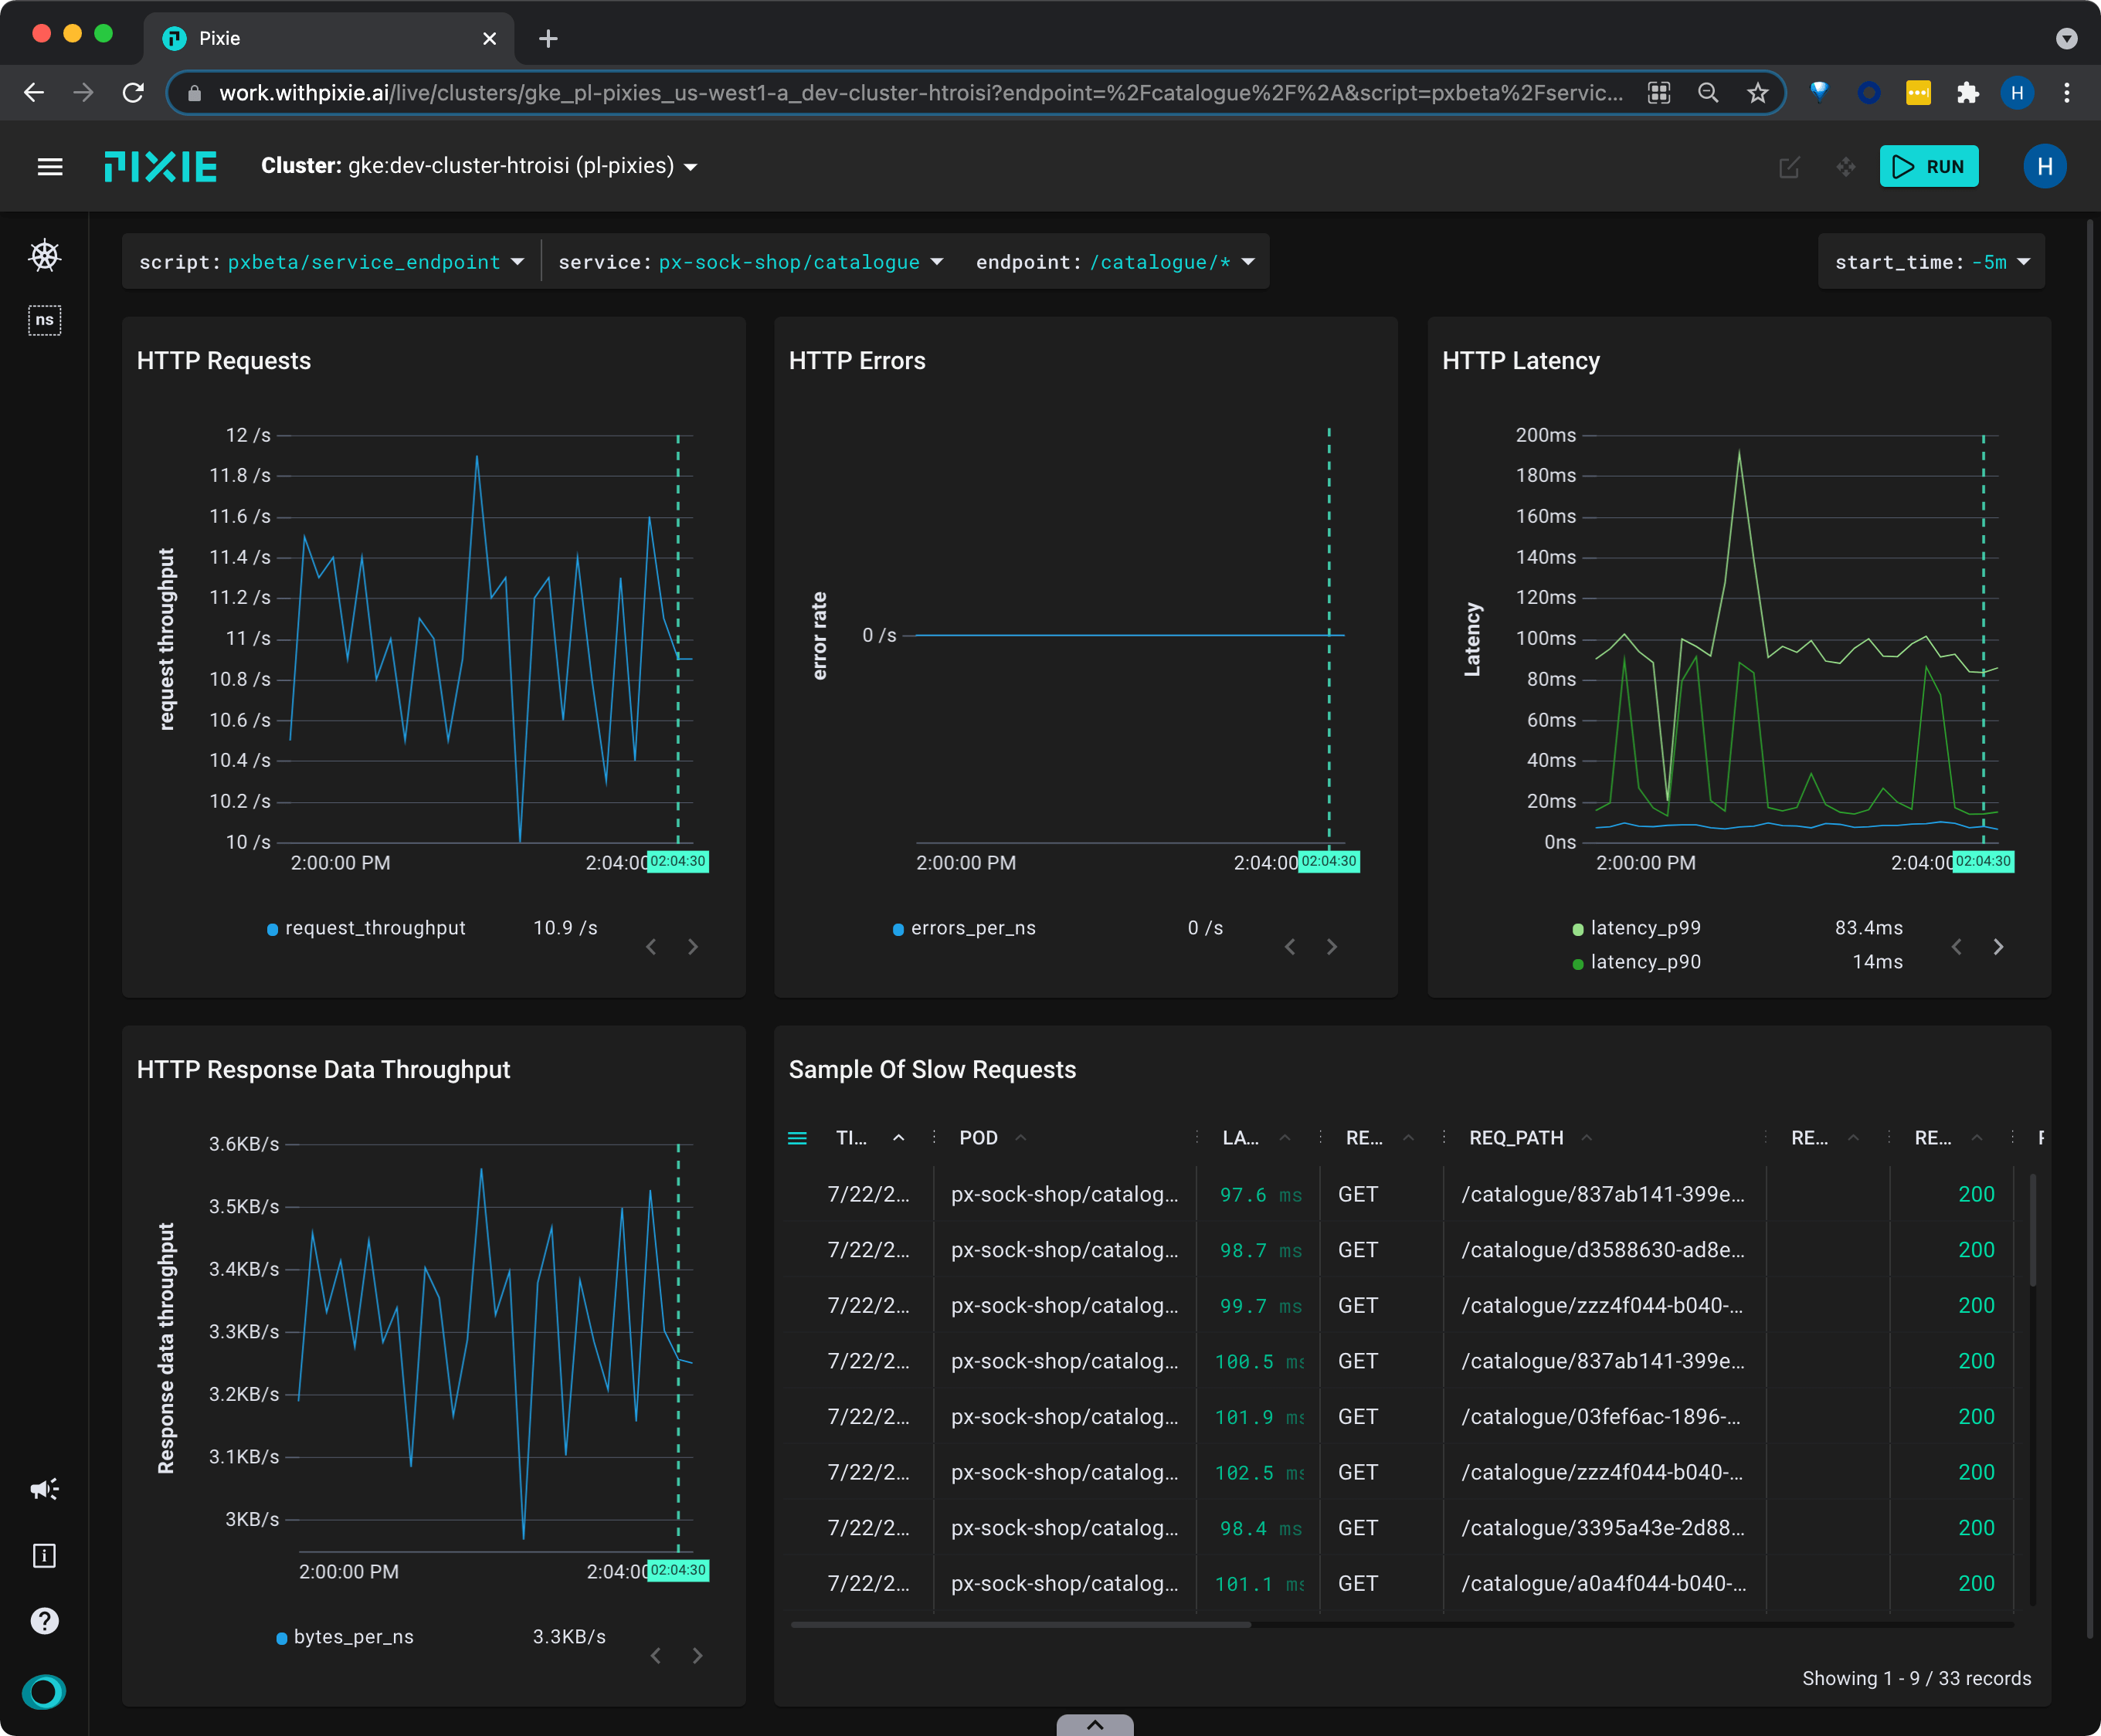 Pixie
work.withpixie.ai/live/clusters/gke_pl-pixies_us-west1-a_dev-cluster-htroisi?endpoint=%2Fcatalogue%2F%2A&script=pxbeta%2Fservic...
H
PIXIE
Cluster: gke:dev-cluster-htroisi (pl-pixies)
RUN
H
ns
script: pxbeta/service_endpoint
service: px-sock-shop/catalogue
endpoint: /catalogue/*
start_time: -5m
HTTP Requests
request throughput
12 /s
11.8 /s
11.6 /s
11.4 /s
11.2 /s
11 /s
10.8 /s
10.6 /s
10.4 /s
10.2 /s
10 /s
2:00:00 PM
2:04:00
02:04:30
request_throughput 10.9 /s
HTTP Errors
error rate
0 /s
2:00:00 PM
2:04:00
02:04:30
errors_per_ns 0 /s
HTTP Latency
Latency
200ms
180ms
160ms
140ms
120ms
100ms
80ms
60ms
40ms
20ms
0ns
2:00:00 PM
2:04:00
02:04:30
latency_p99 83.4ms
latency_p90 14ms
HTTP Response Data Throughput
Response data throughput
3.6KB/s
3.5KB/s
3.4KB/s
3.3KB/s
3.2KB/s
3.1KB/s
3KB/s
2:00:00 PM
2:04:00
02:04:30
bytes_per_ns 3.3KB/s
Sample Of Slow Requests
TI... POD LA... RE... REQ_PATH RE... RE...
7/22/2... px-sock-shop/catalog... 97.6 ms GET /catalogue/837ab141-399e... 200
7/22/2... px-sock-shop/catalog... 98.7 ms GET /catalogue/d3588630-ad8e... 200
7/22/2... px-sock-shop/catalog... 99.7 ms GET /catalogue/zzz4f044-b040-... 200
7/22/2... px-sock-shop/catalog... 100.5 ms GET /catalogue/837ab141-399e... 200
7/22/2... px-sock-shop/catalog... 101.9 ms GET /catalogue/03fef6ac-1896-... 200
7/22/2... px-sock-shop/catalog... 102.5 ms GET /catalogue/zzz4f044-b040-... 200
7/22/2... px-sock-shop/catalog... 98.4 ms GET /catalogue/3395a43e-2d88... 200
7/22/2... px-sock-shop/catalog... 101.1 ms GET /catalogue/a0a4f044-b040-... 200
Showing 1 - 9 / 33 records